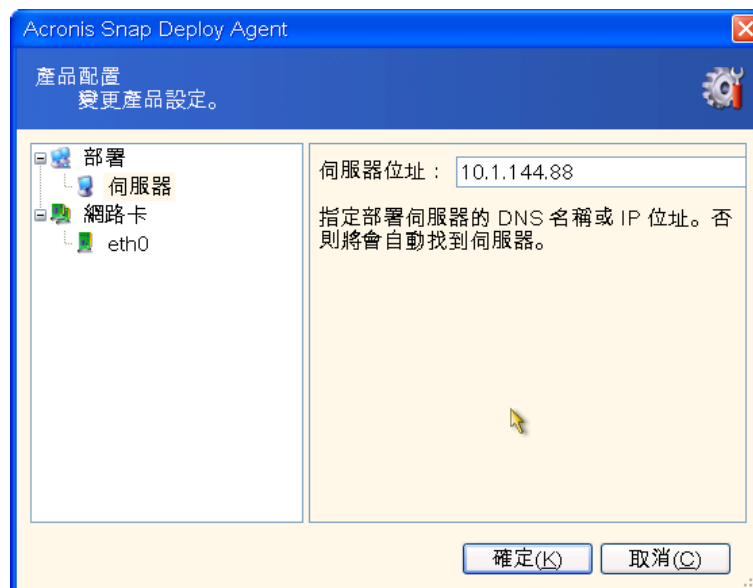 Acronis Snap Deploy Agent
產品配置
變更產品設定。
部署
伺服器
網路卡
eth0
伺服器位址：
10.1.144.88
指定部署伺服器的 DNS 名稱或 IP 位址。否
則將會自動找到伺服器。
確定(K)
取消(C)